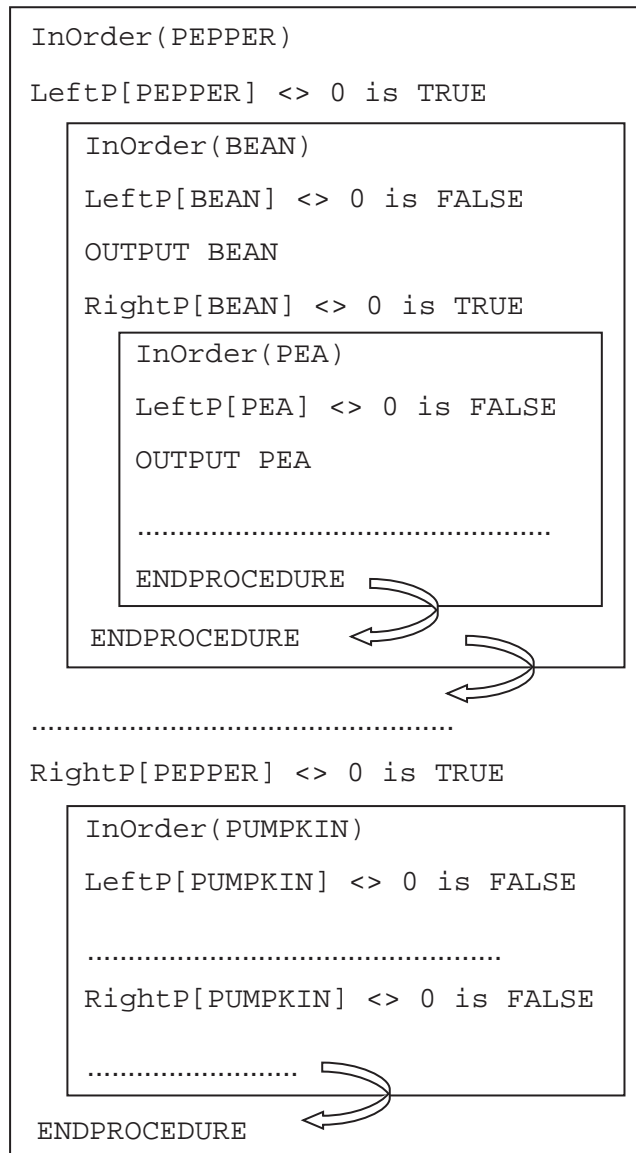 InOrder(PEPPER)
LeftP[PEPPER] <> 0 is TRUE
InOrder(BEAN)
LeftP[BEAN] <> 0 is FALSE
OUTPUT BEAN
RightP[BEAN] <> 0 is TRUE
InOrder(PEA)
LeftP[PEA] <> 0 is FALSE
OUTPUT PEA
...................................................
ENDPROCEDURE
ENDPROCEDURE
....................................................
RightP[PEPPER] <> 0 is TRUE
InOrder(PUMPKIN)
LeftP[PUMPKIN] <> 0 is FALSE
...................................................
RightP[PUMPKIN] <> 0 is FALSE
..........................
ENDPROCEDURE